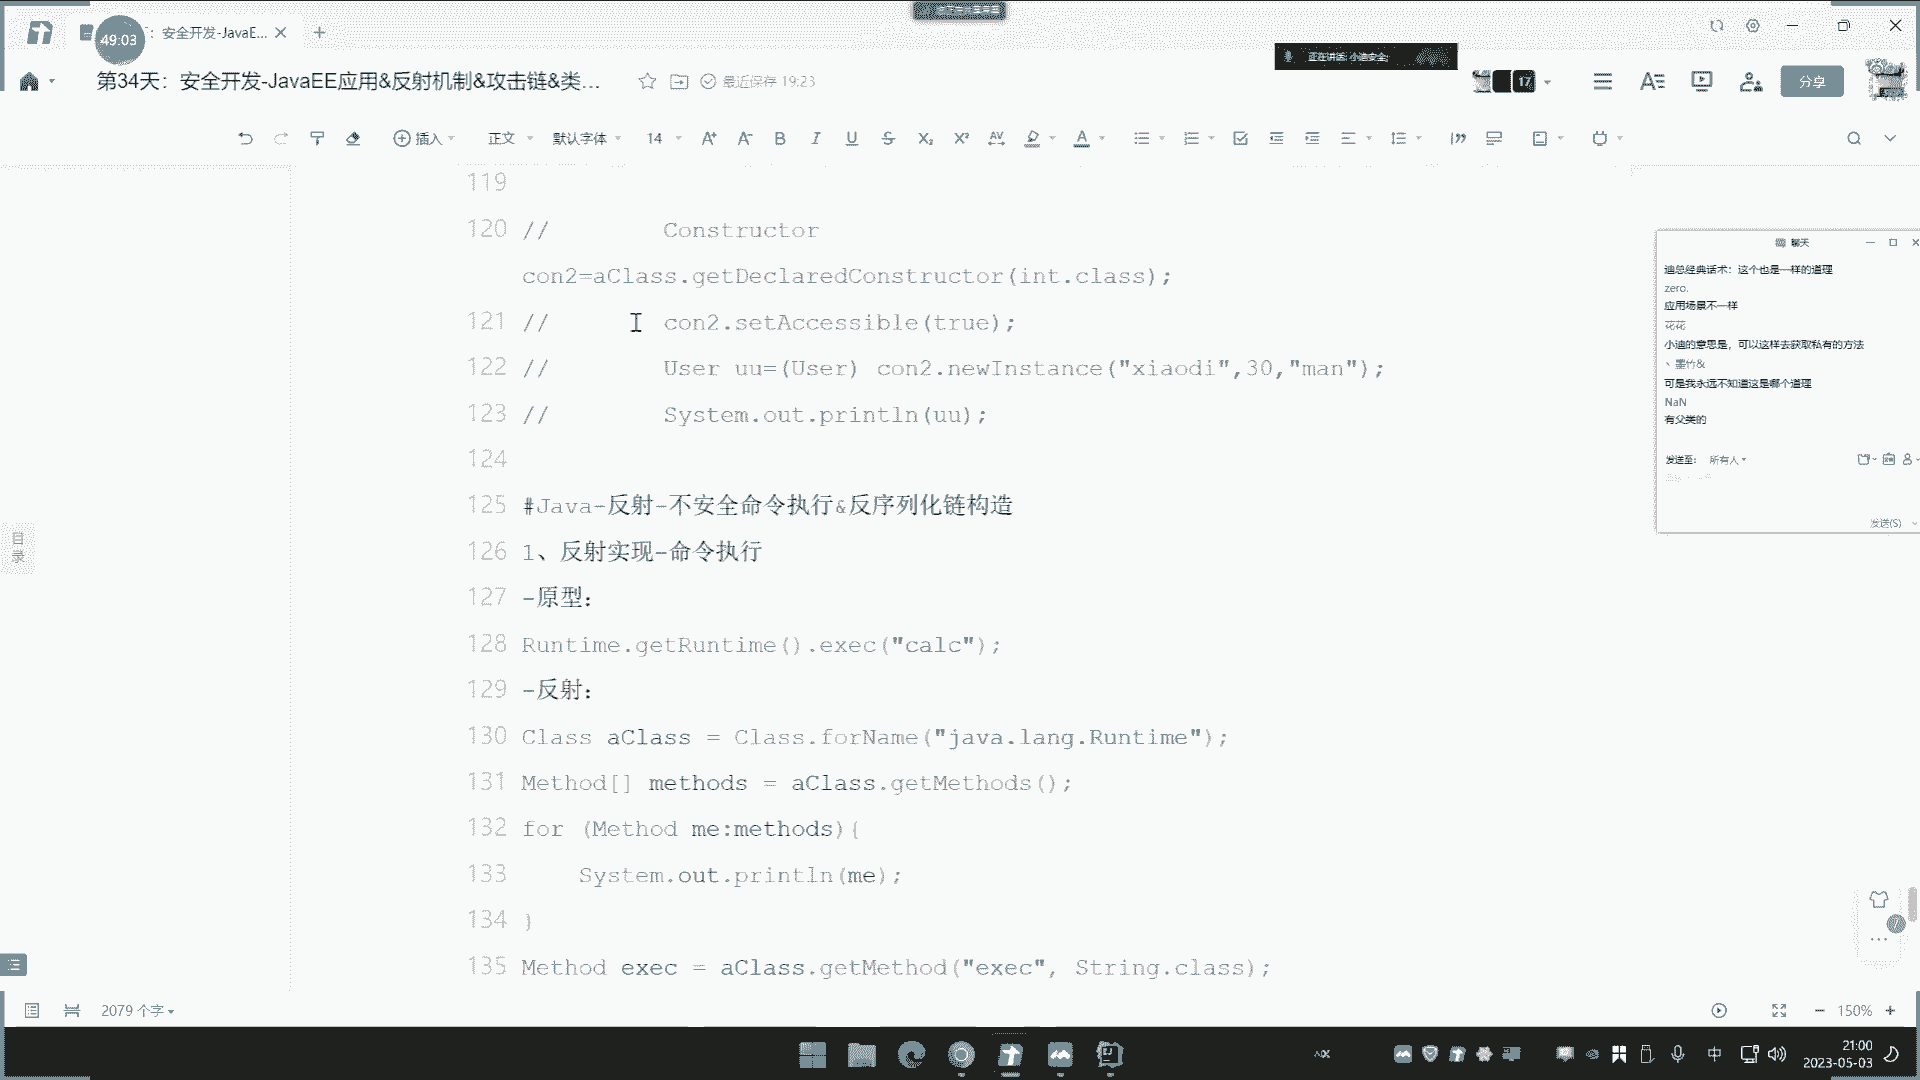 49:03
：安全开发-JavaE...
正在讲话: 小迪安全;
第34天：安全开发-JavaEE应用&反射机制&攻击链&类...
最近保存 19:23
17
分享
插入
正文
默认字体
14
119
120 // Constructor
con2=aClass.getDeclaredConstructor(int.class);
121 // con2.setAccessible(true);
122 // User uu=(User) con2.newInstance("xiaodi",30,"man");
123 // System.out.println(uu);
124
125 #Java-反射-不安全命令执行&反序列化链构造
126 1、反射实现-命令执行
127 -原型：
128 Runtime.getRuntime().exec("calc");
129 -反射：
130 Class aClass = Class.forName("java.lang.Runtime");
131 Method[] methods = aClass.getMethods();
132 for (Method me:methods){
133 System.out.println(me);
134 }
135 Method exec = aClass.getMethod("exec", String.class);
目录
聊天
迪总经典话术：这个也是一样的道理
zero.
应用场景不一样
花花
小迪的意思是，可以这样去获取私有的方法
、墨竹&
可是我永远不知道这是哪个道理
NaN
有父类的
发送至: 所有人
发送(S)
2079 个字
150%
中
21:00
2023-05-03